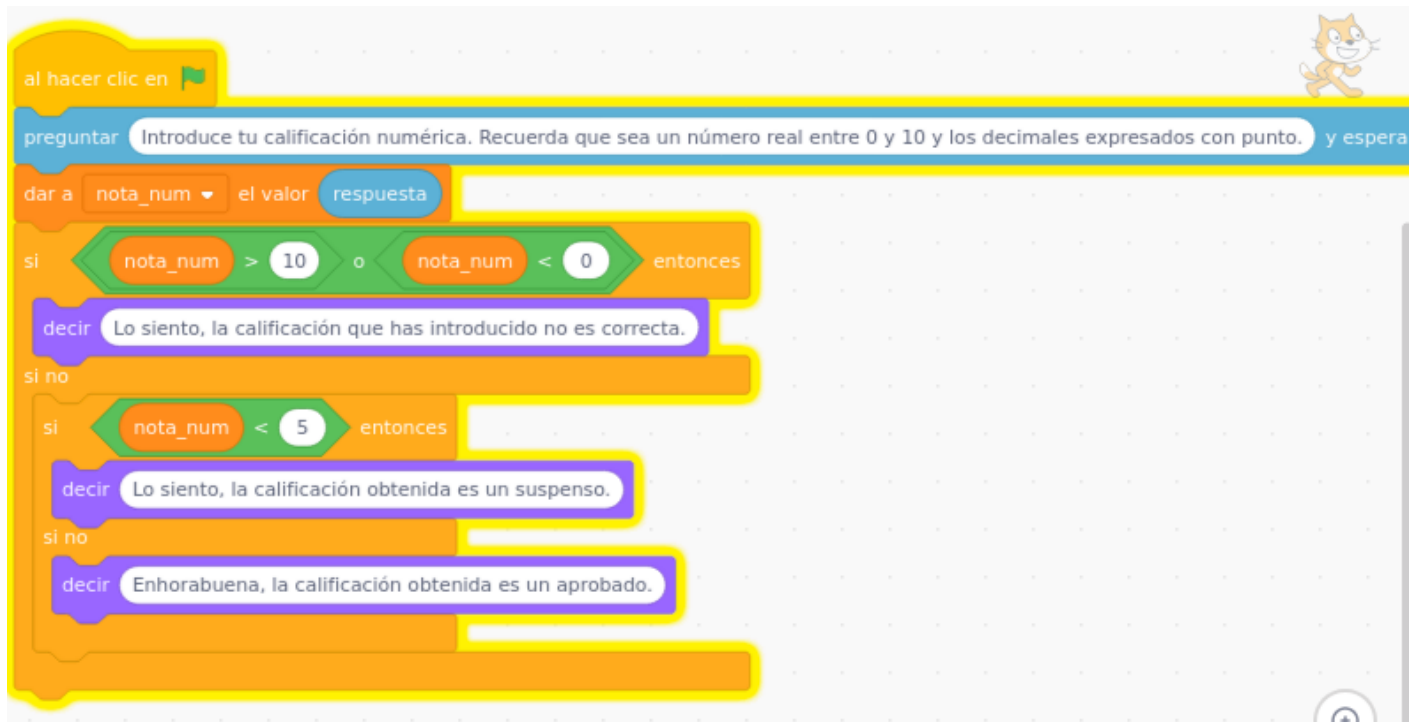 al hacer clic en
preguntar Introduce tu calificación numérica. Recuerda que sea un número real entre 0 y 10 y los decimales expresados con punto. y espera
dar a nota_num el valor respuesta
si nota_num > 10 o nota_num < 0 entonces
decir Lo siento, la calificación que has introducido no es correcta.
si no
si nota_num < 5 entonces
decir Lo siento, la calificación obtenida es un suspenso.
si no
decir Enhorabuena, la calificación obtenida es un aprobado.